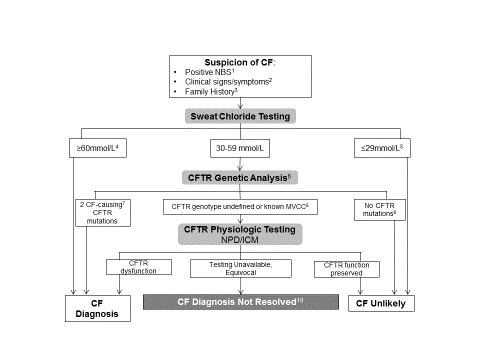 Suspicion of CF:
• Positive NBS1
• Clinical signs/symptoms2
• Family History3
Sweat Chloride Testing
≥60mmol/L4
30-59 mmol/L
≤29mmol/L5
CFTR Genetic Analysis6
2 CF-causing7
CFTR
mutations
CFTR genotype undefined or known MVCC8
No CFTR
mutations9
CFTR Physiologic Testing
NPD/ICM
CFTR
dysfunction
Testing Unavailable,
Equivocal
CFTR function
preserved
CF
Diagnosis
CF Diagnosis Not Resolved10
CF Unlikely